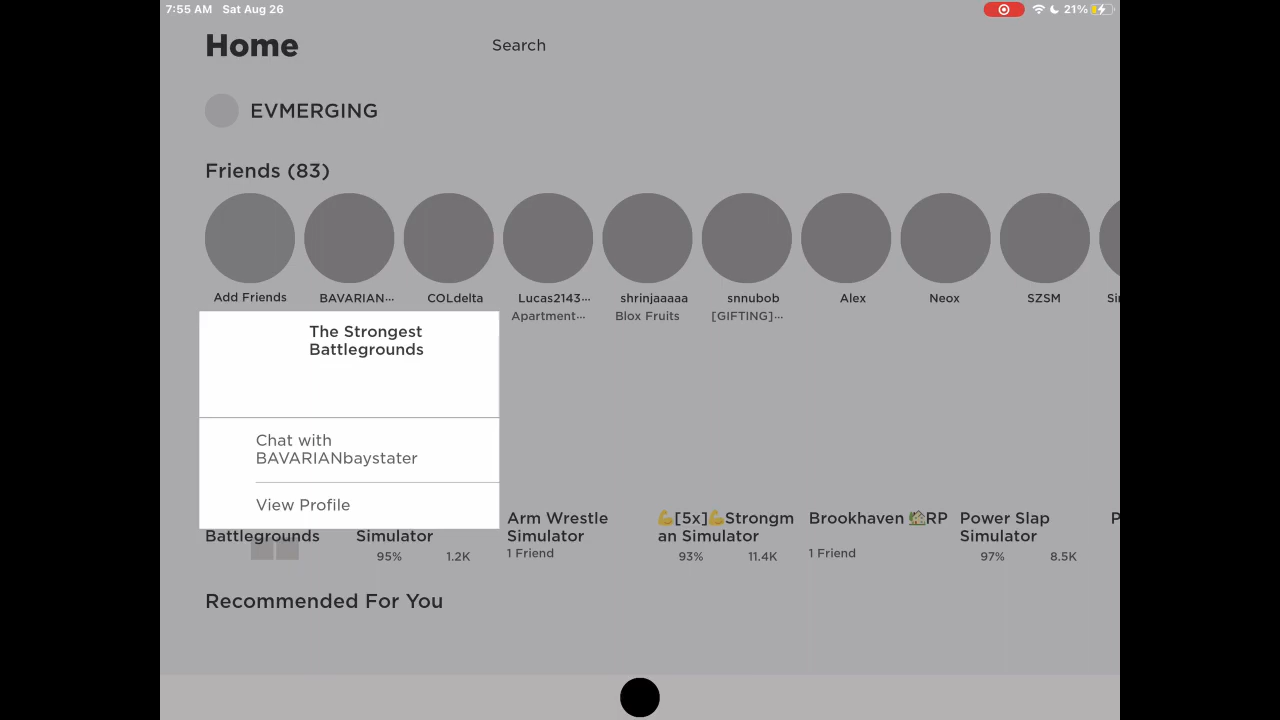 7:55 AM Sat Aug 26
21%
Home
Search
EVMERGING
Friends (83)
Add Friends
BAVARIAN...
COLdelta
Lucas2143...
Apartment...
shrinjaaaaa
Blox Fruits
snnubob
[GIFTING]...
Alex
Neox
SZSM
The Strongest
Battlegrounds
Chat with
BAVARIANbaystater
View Profile
Battlegrounds
Simulator
95% 1.2K
Arm Wrestle
Simulator
1 Friend
💪[5x]💪Strongm
an Simulator
93% 11.4K
Brookhaven 🏡RP
1 Friend
Power Slap
Simulator
97% 8.5K
P
Recommended For You